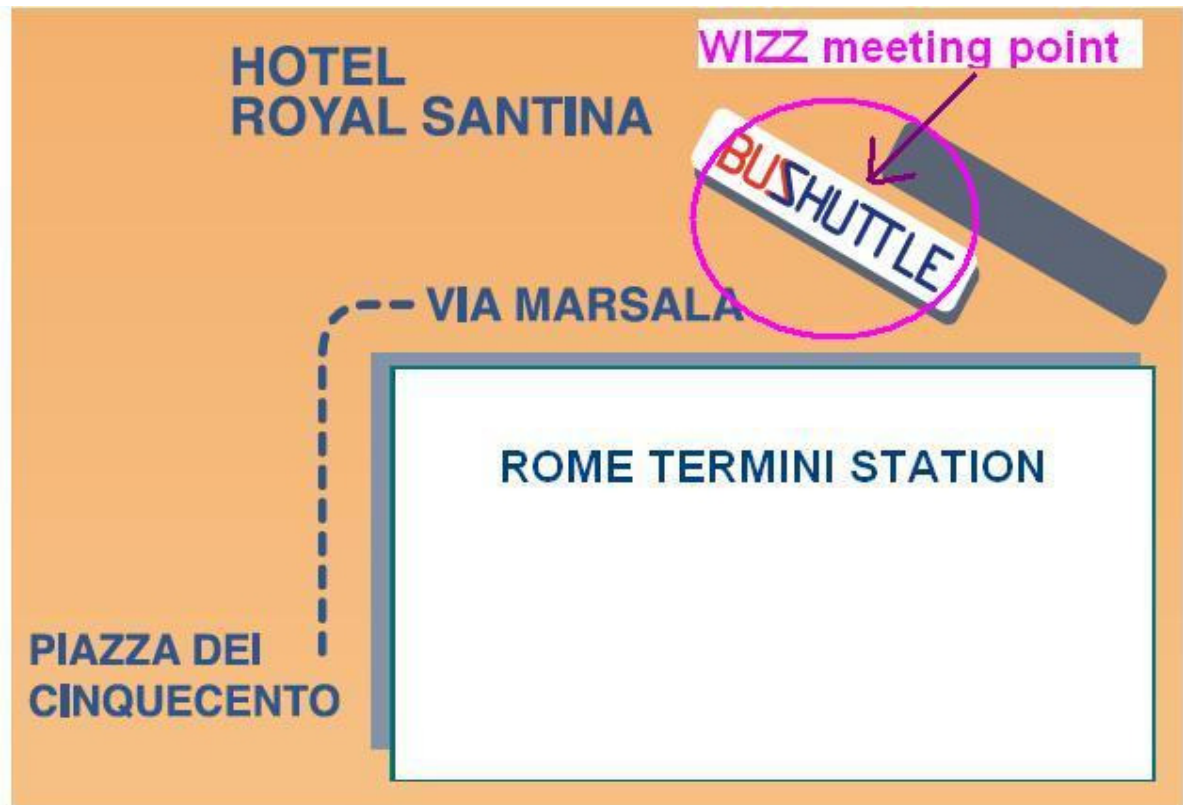 WIZZ meeting point
HOTEL
ROYAL SANTINA
BUSHUTTLE
VIA MARSALA
ROME TERMINI STATION
PIAZZA DEI
CINQUECENTO